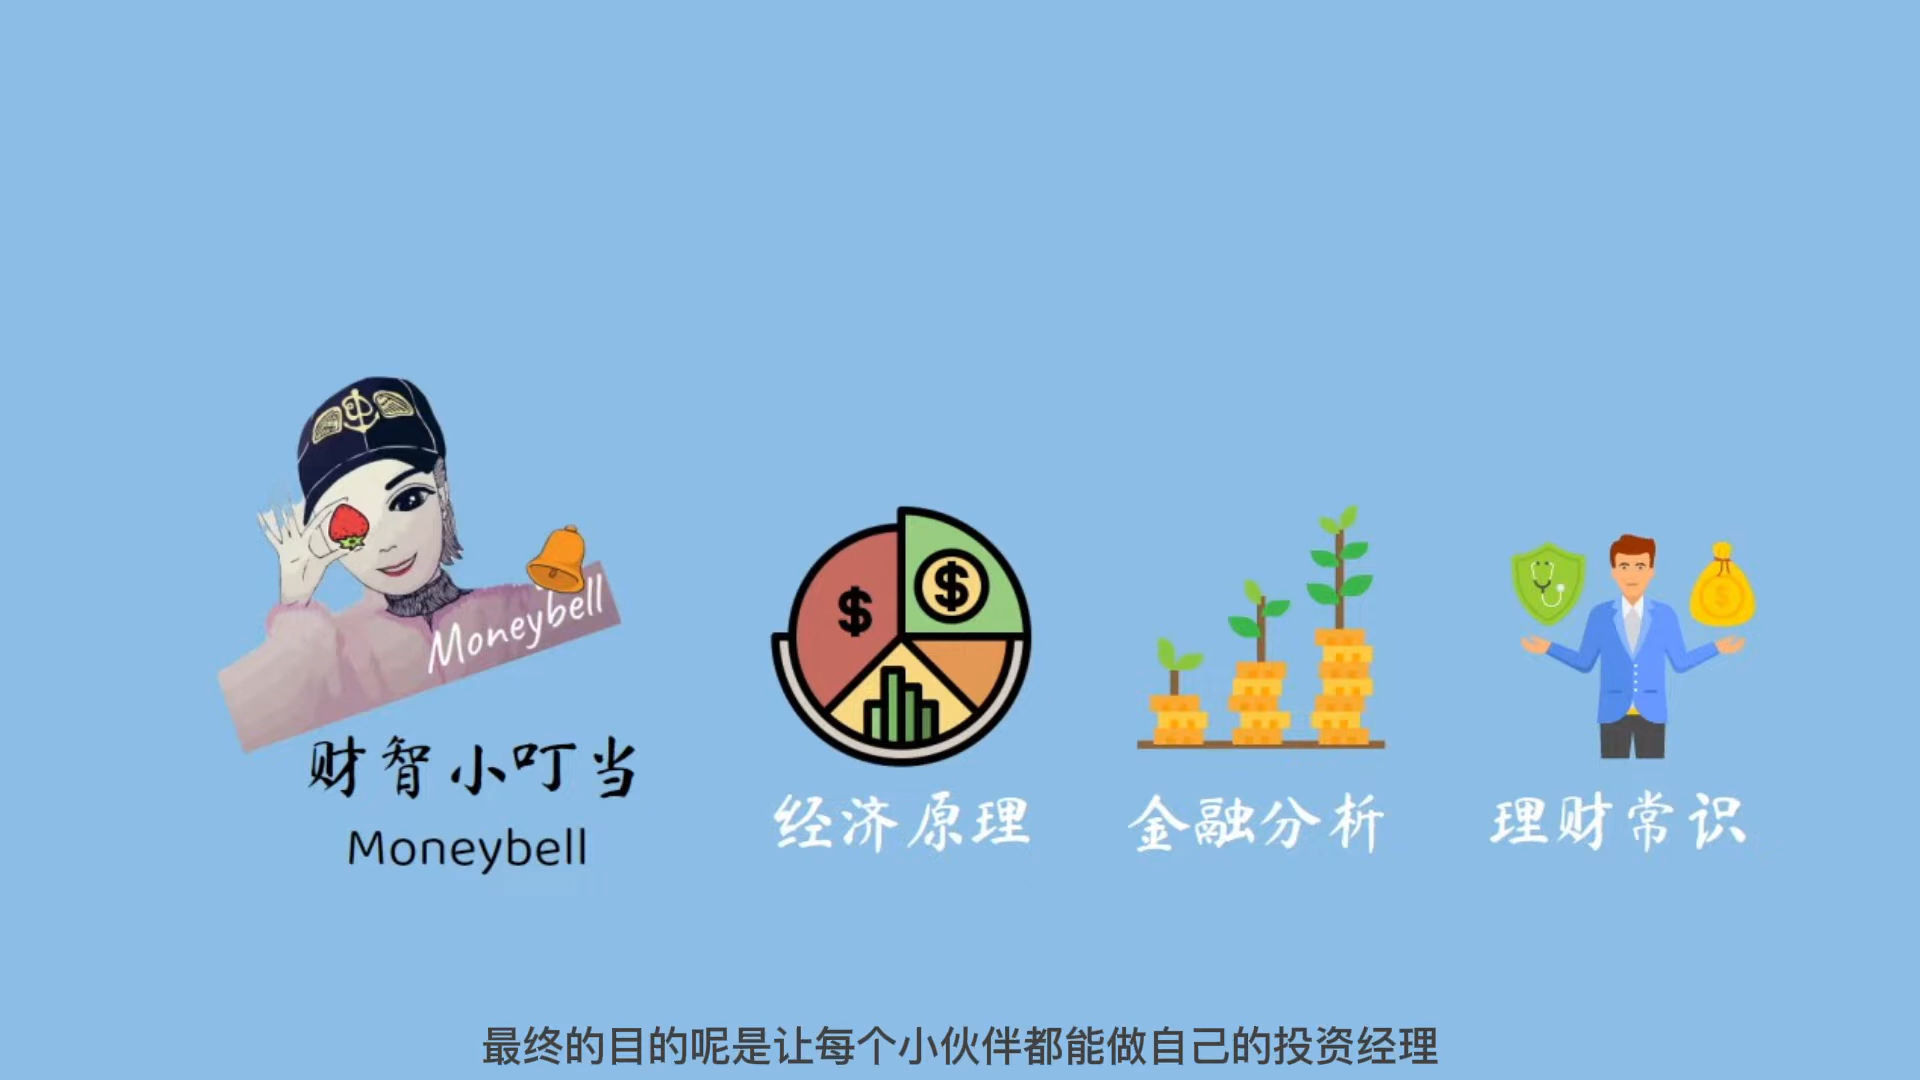 Moneybell
财智小叮当
Moneybell
经济原理
金融分析
理财常识
最终的目的呢是让每个小伙伴都能做自己的投资经理